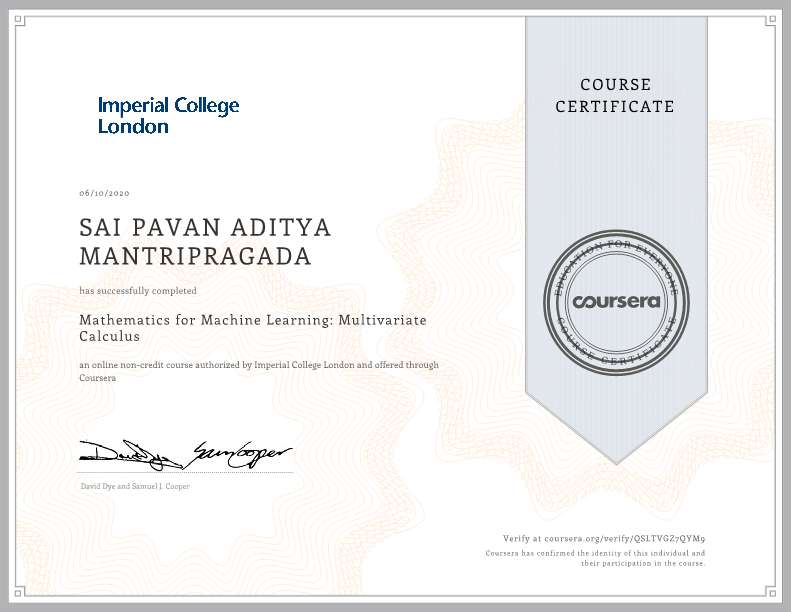 Imperial College
London
COURSE
CERTIFICATE
06/10/2020
SAI PAVAN ADITYA
MANTRIPRAGADA
has successfully completed
Mathematics for Machine Learning: Multivariate
Calculus
an online non-credit course authorized by Imperial College London and offered through
Coursera
EDUCATION FOR EVERYONE
coursera
COURSE CERTIFICATE
David Dye and Samuel J. Cooper
Verify at coursera.org/verify/QSLTVGZ7QYM9
Coursera has confirmed the identity of this individual and
their participation in the course.